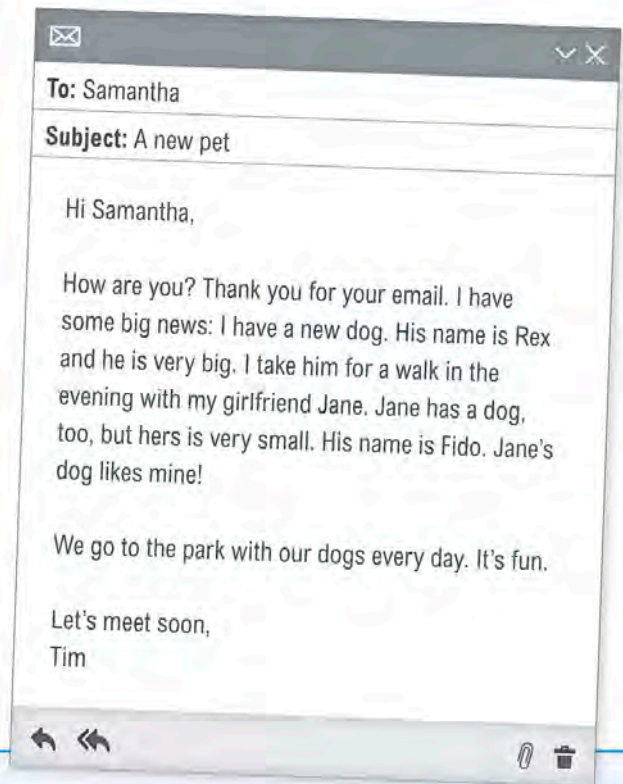 To: Samantha
Subject: A new pet
Hi Samantha,
How are you? Thank you for your email. I have
some big news: I have a new dog. His name is Rex
and he is very big. I take him for a walk in the
evening with my girlfriend Jane. Jane has a dog,
too, but hers is very small. His name is Fido. Jane's
dog likes mine!
We go to the park with our dogs every day. It's fun.
Let's meet soon,
Tim